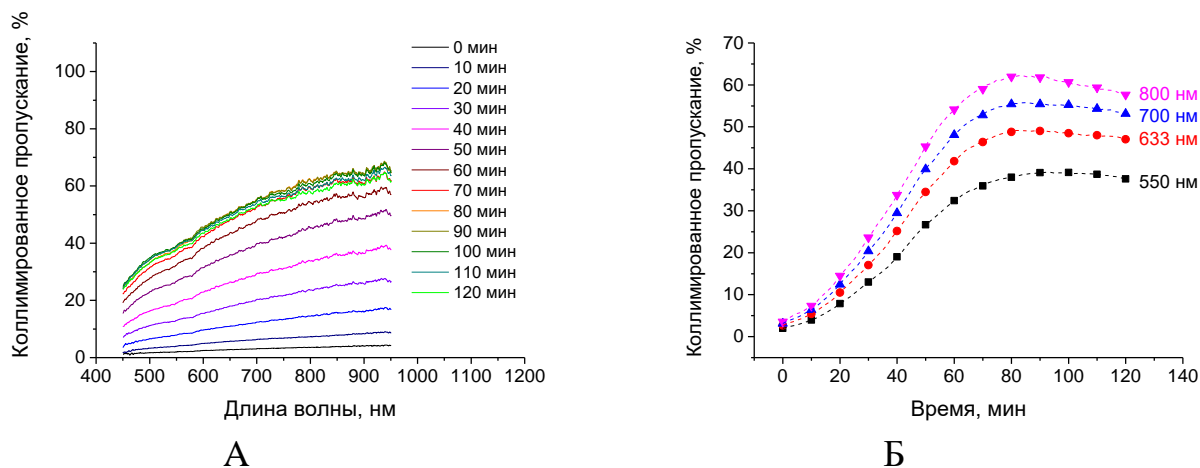 Коллимированное пропускание, %
100
80
60
40
20
0
400 500 600 700 800 900 1000 1100 1200
Длина волны, нм
0 мин
10 мин
20 мин
30 мин
40 мин
50 мин
60 мин
70 мин
80 мин
90 мин
100 мин
110 мин
120 мин
А
Коллимированное пропускание, %
70
60
50
40
30
20
10
0
0 20 40 60 80 100 120 140
Время, мин
800 нм
700 нм
633 нм
550 нм
Б